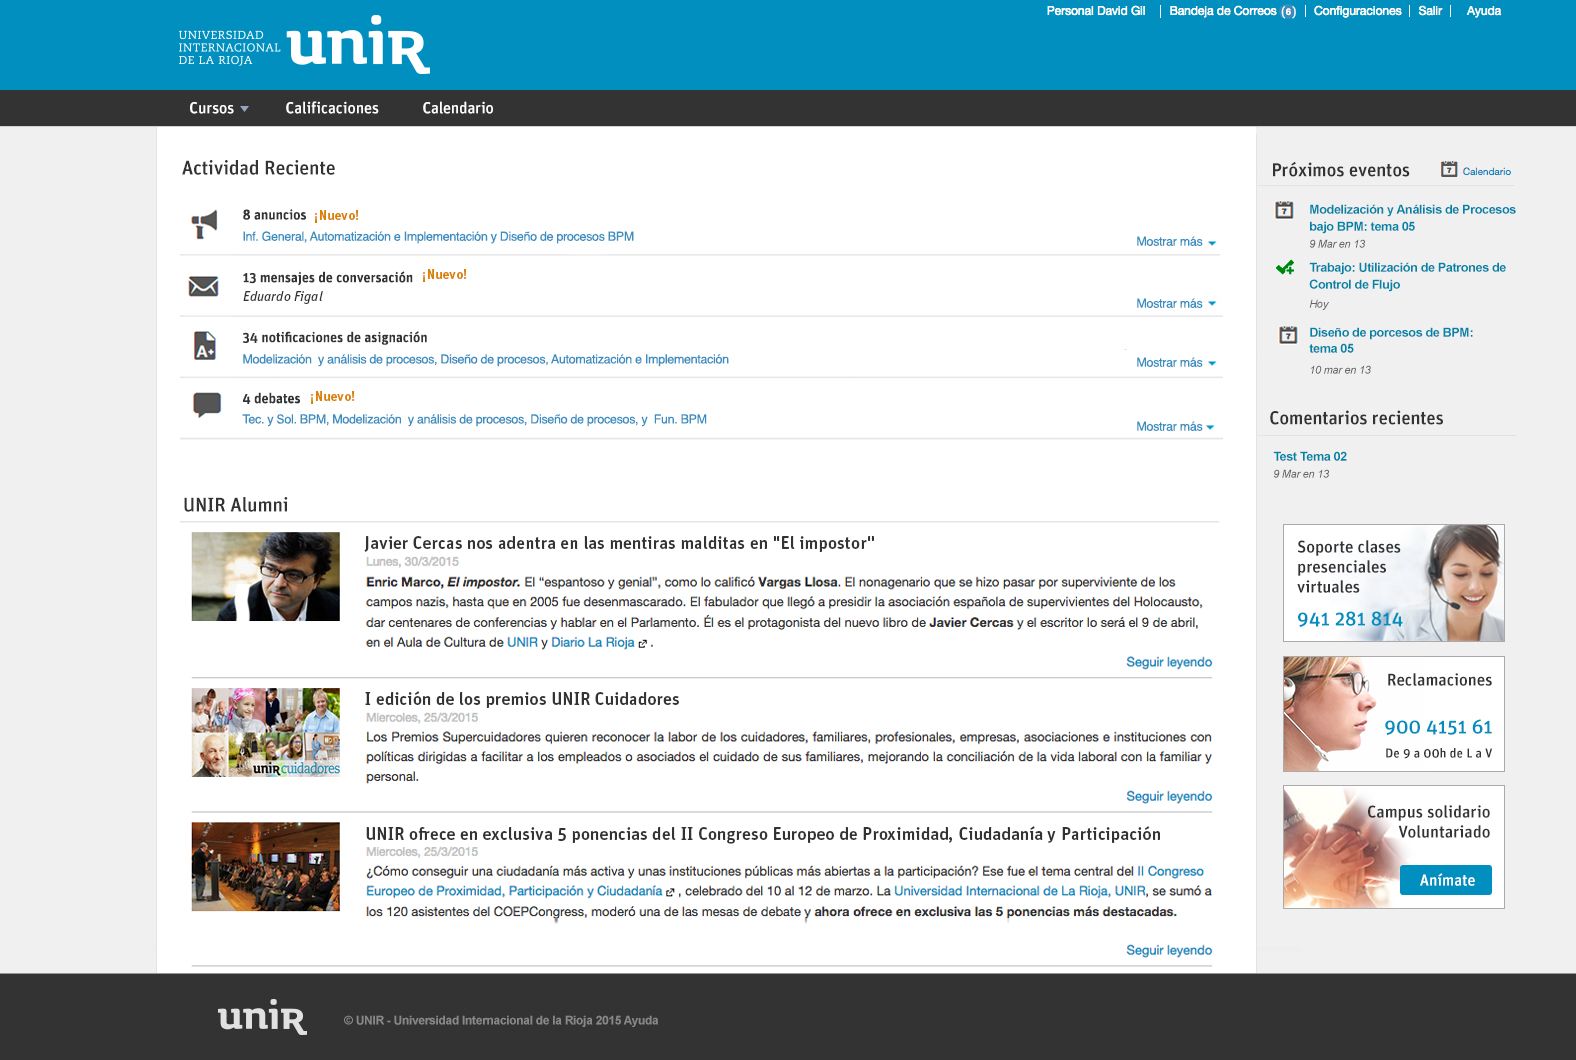 Personal David Gil | Bandeja de Correos (6) | Configuraciones | Salir | Ayuda
UNIVERSIDAD
INTERNACIONAL
DE LA RIOJA
unIR
Cursos Calificaciones Calendario
Actividad Reciente
8 anuncios ¡Nuevo!
Inf. General, Automatización e Implementación y Diseño de procesos BPM
Mostrar más
13 mensajes de conversación ¡Nuevo!
Eduardo Figal
Mostrar más
A+
34 notificaciones de asignación
Modelización y análisis de procesos, Diseño de procesos, Automatización e Implementación
Mostrar más
4 debates ¡Nuevo!
Tec. y Sol. BPM, Modelización y análisis de procesos, Diseño de procesos, y Fun. BPM
Mostrar más
UNIR Alumni
Javier Cercas nos adentra en las mentiras malditas en "El impostor"
Lunes, 30/3/2015
Enric Marco, El impostor. El “espantoso y genial”, como lo calificó Vargas Llosa. El nonagenario que se hizo pasar por superviviente de los
campos nazis, hasta que en 2005 fue desenmascarado. El fabulador que llegó a presidir la asociación española de supervivientes del Holocausto,
dar centenares de conferencias y hablar en el Parlamento. Él es el protagonista del nuevo libro de Javier Cercas y el escritor lo será el 9 de abril,
en el Aula de Cultura de UNIR y Diario La Rioja .
Seguir leyendo
I edición de los premios UNIR Cuidadores
Miercoles, 25/3/2015
Los Premios Supercuidadores quieren reconocer la labor de los cuidadores, familiares, profesionales, empresas, asociaciones e instituciones con
políticas dirigidas a facilitar a los empleados o asociados el cuidado de sus familiares, mejorando la conciliación de la vida laboral con la familiar y
personal.
unircuidadores
Seguir leyendo
UNIR ofrece en exclusiva 5 ponencias del II Congreso Europeo de Proximidad, Ciudadanía y Participación
Miercoles, 25/3/2015
¿Cómo conseguir una ciudadanía más activa y unas instituciones públicas más abiertas a la participación? Ese fue el tema central del II Congreso
Europeo de Proximidad, Participación y Ciudadanía , celebrado del 10 al 12 de marzo. La Universidad Internacional de La Rioja, UNIR, se sumó a
los 120 asistentes del COEPCongress, moderó una de las mesas de debate y ahora ofrece en exclusiva las 5 ponencias más destacadas.
Seguir leyendo
Próximos eventos 7 Calendario
7
Modelización y Análisis de Procesos
bajo BPM: tema 05
9 Mar en 13
Trabajo: Utilización de Patrones de
Control de Flujo
Hoy
7
Diseño de porcesos de BPM:
tema 05
10 mar en 13
Comentarios recientes
Test Tema 02
9 Mar en 13
Soporte clases
presenciales
virtuales
941 281 814
Reclamaciones
900 4151 61
De 9 a 00h de L a V
Campus solidario
Voluntariado
Anímate
unIR
© UNIR - Universidad Internacional de la Rioja 2015 Ayuda